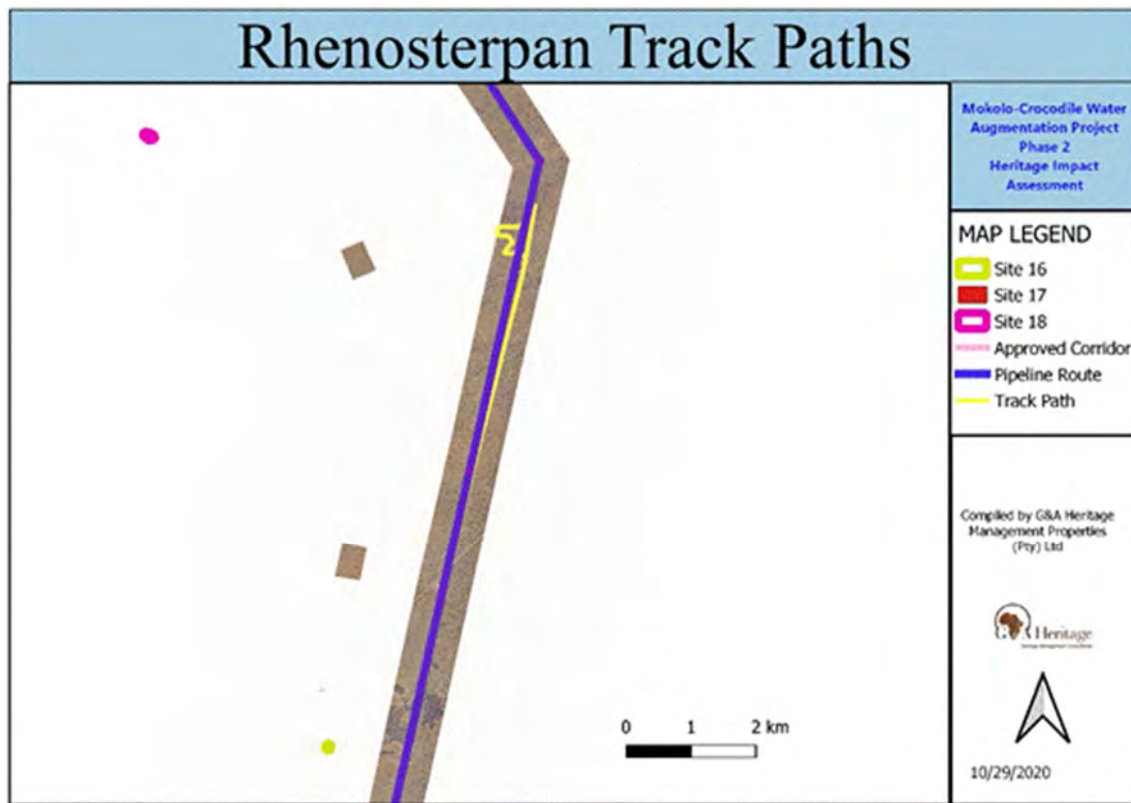 Rhenosterpan Track Paths
Mokolo-Crocodile Water
Augmentation Project
Phase 2
Heritage Impact
Assessment
MAP LEGEND
Site 16
Site 17
Site 18
Approved Corridor
Pipeline Route
Track Path
Compiled by G&A Heritage
Management Properties
(Pty) Ltd
Heritage
0 1 2 km
10/29/2020